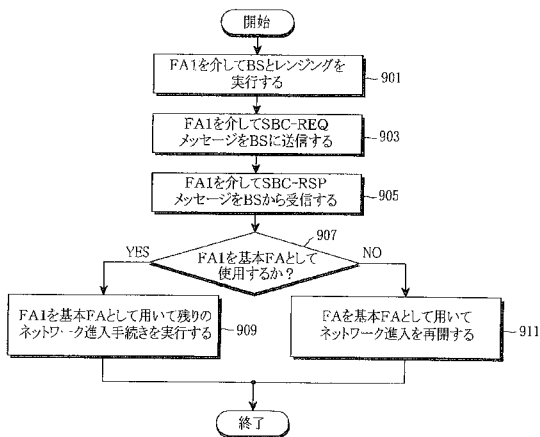 開始
FA1を介してBSとレンジングを
実行する
901
FA1を介してSBC-REQ
メッセージをBSに送信する
903
FA1を介してSBC-RSP
メッセージをBSから受信する
905
907
FA1を基本FAとして
使用するか?
YES
NO
FA1を基本FAとして用いて残りの
ネットワーク進入手続きを実行する
909
FAを基本FAとして用いて
ネットワーク進入を再開する
911
終了